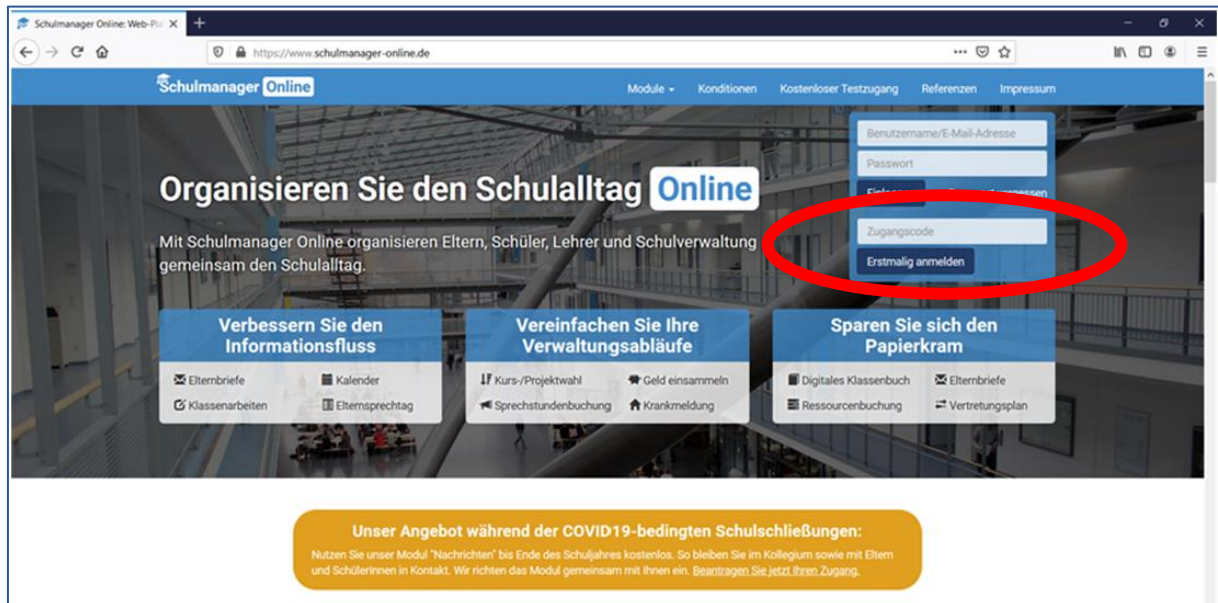 Schulmanager Online: Web-Pla
https://www.schulmanager-online.de
Schulmanager Online
Module Konditionen Kostenloser Testzugang Referenzen Impressum
Benutzername/E-Mail-Adresse
Passwort
Organisieren Sie den Schulalltag Online
Mit Schulmanager Online organisieren Eltern, Schüler, Lehrer und Schulverwaltung
gemeinsam den Schulalltag.
Zugangscode
Erstmalig anmelden
Verbessern Sie den
Informationsfluss
Elternbriefe Kalender
Klassenarbeiten Elternsprechtag
Vereinfachen Sie Ihre
Verwaltungsabläufe
Kurs-/Projektwahl Geld einsammeln
Sprechstundenbuchung Krankmeldung
Sparen Sie sich den
Papierkram
Digitales Klassenbuch Elternbriefe
Ressourcenbuchung Vertretungsplan
Unser Angebot während der COVID19-bedingten Schulschließungen:
Nutzen Sie unser Modul "Nachrichten" bis Ende des Schuljahres kostenlos. So bleiben Sie im Kollegium sowie mit Eltern
und SchülerInnen in Kontakt. Wir richten das Modul gemeinsam mit Ihnen ein. Beantragen Sie jetzt Ihren Zugang.